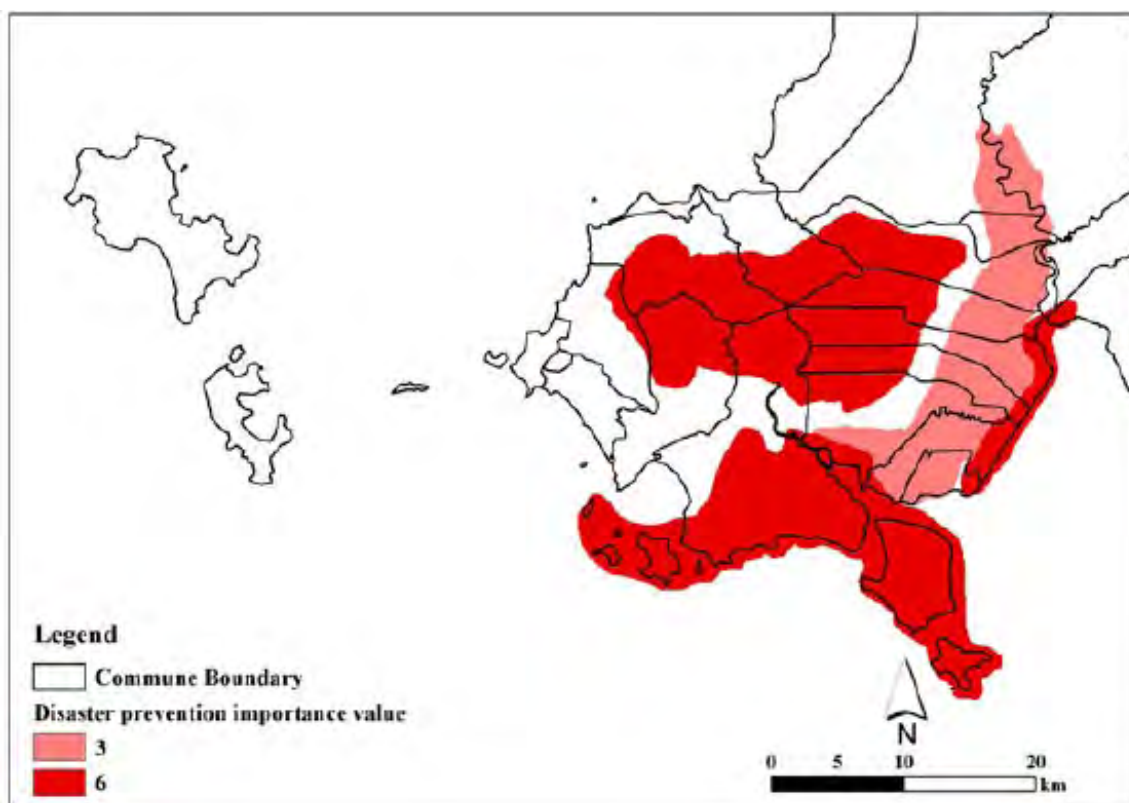 Legend
Commune Boundary
Disaster prevention importance value
3
6
N
0 5 10 20
km